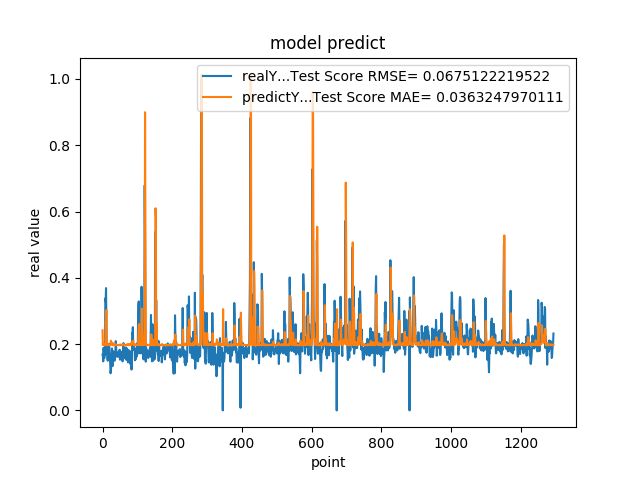 model predict
realY...Test Score RMSE= 0.0675122219522
predictY...Test Score MAE= 0.0363247970111
1.0
0.8
0.6
0.4
0.2
0.0
real value
0 200 400 600 800 1000 1200
point